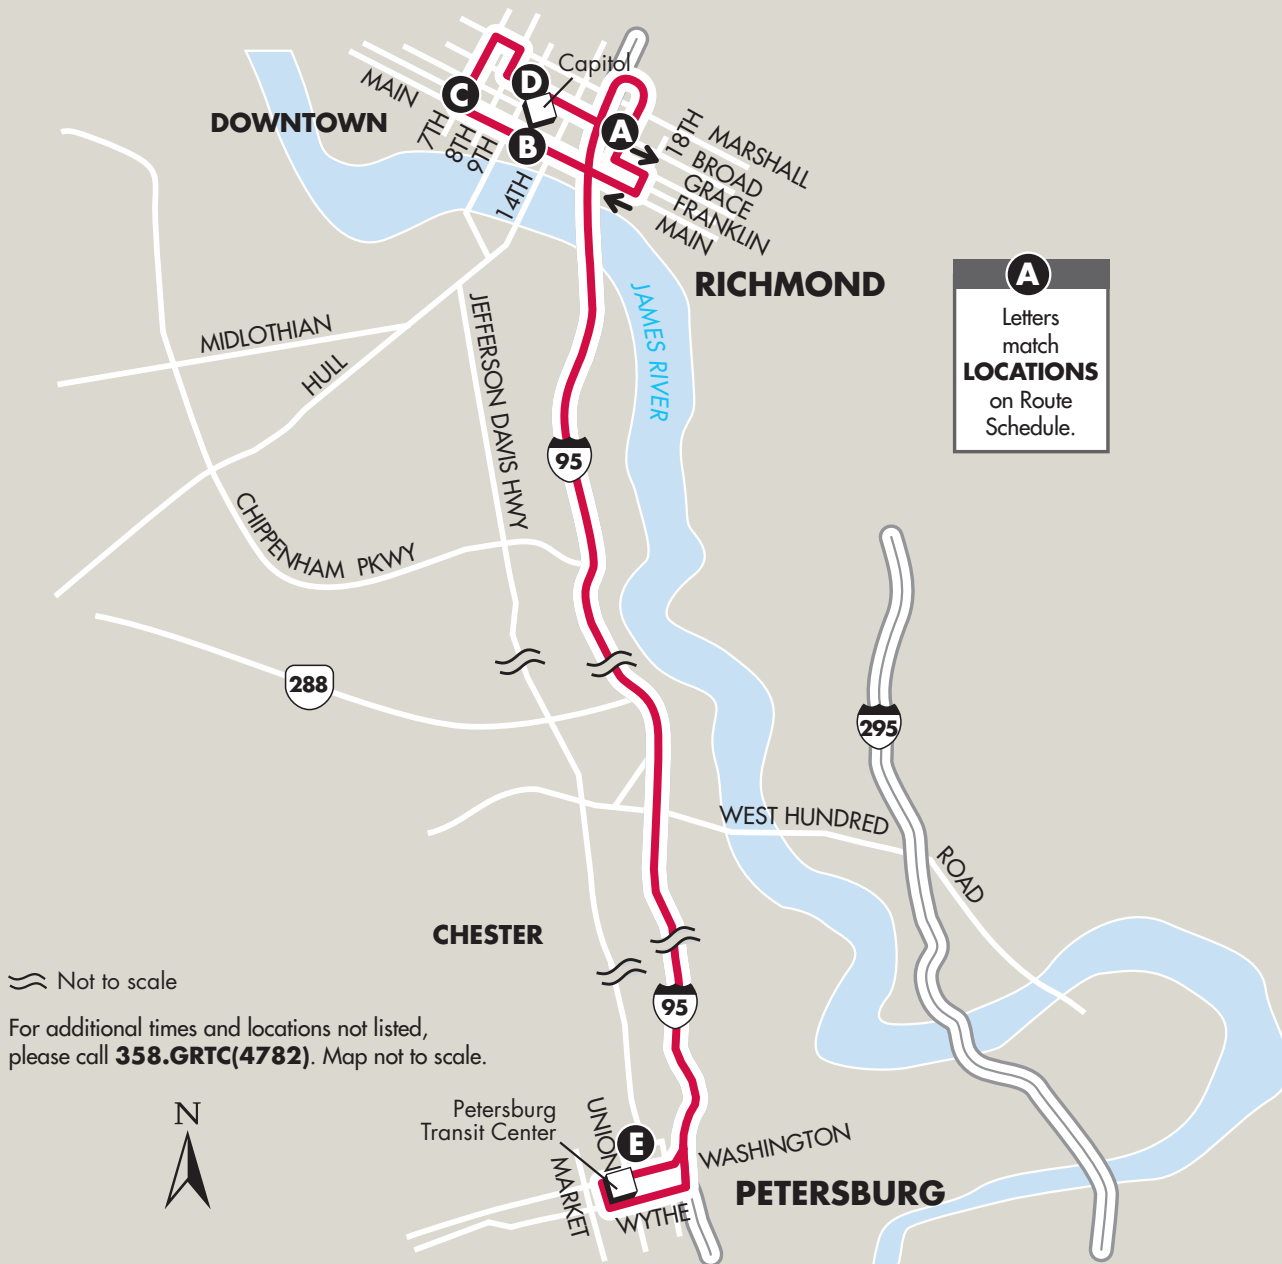 Capitol
D
C
MAIN
DOWNTOWN
7TH
8TH
9TH
B
14TH
A
18TH
MARSHALL
BROAD
GRACE
FRANKLIN
MAIN
RICHMOND
A
Letters
match
LOCATIONS
on Route
Schedule.
JAMES RIVER
MIDLOTHIAN
HULL
JEFFERSON DAVIS HWY
95
CHIPPENHAM PKWY
288
295
WEST HUNDRED
ROAD
CHESTER
Not to scale
For additional times and locations not listed,
please call 358.GRTC(4782). Map not to scale.
95
N
Petersburg
Transit Center
UNION
E
MARKET
WASHINGTON
PETERSBURG
WYTHE